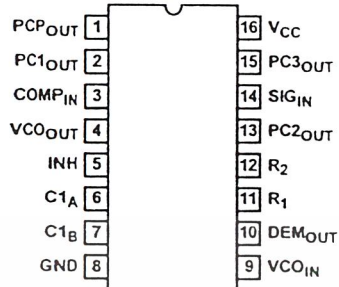 PCPOUT 1 16 VCC
PC1OUT 2 15 PC3OUT
COMPIN 3 14 SIGIN
VCOOUT 4 13 PC2OUT
INH 5 12 R2
C1A 6 11 R1
C1B 7 10 DEMOUT
GND 8 9 VCOIN